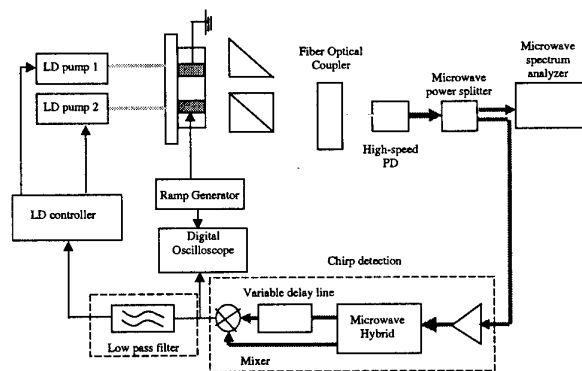 LD pump 1
LD pump 2
Fiber Optical
Coupler
Microwave
power splitter
Microwave
spectrum
analyzer
High-speed
PD
Ramp Generator
LD controller
Digital
Oscilloscope
Chirp detection
Variable delay line
Microwave
Hybrid
Low pass filter
Mixer